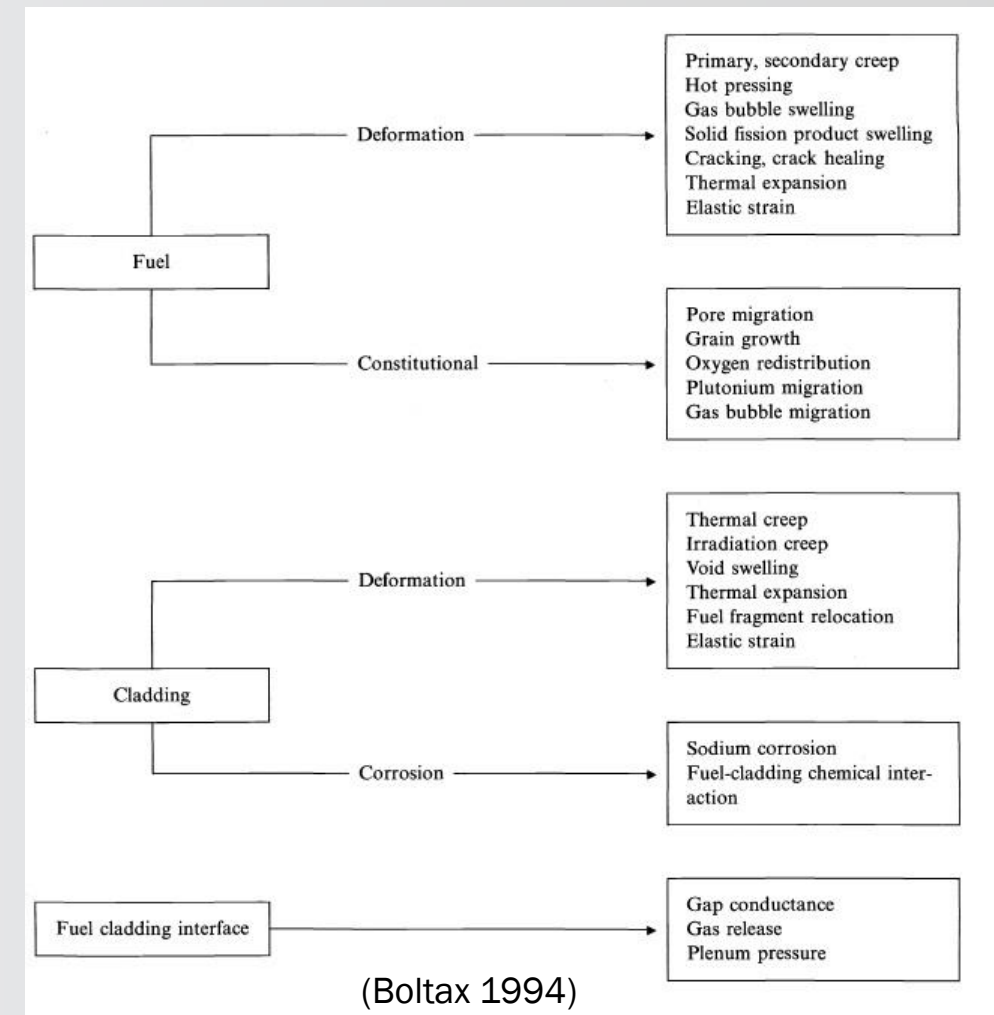 Primary, secondary creep
Hot pressing
Gas bubble swelling
Solid fission product swelling
Cracking, crack healing
Thermal expansion
Elastic strain
Deformation
Fuel
Constitutional
Pore migration
Grain growth
Oxygen redistribution
Plutonium migration
Gas bubble migration
Thermal creep
Irradiation creep
Void swelling
Thermal expansion
Fuel fragment relocation
Elastic strain
Deformation
Cladding
Corrosion
Sodium corrosion
Fuel-cladding chemical inter-
action
Fuel cladding interface
Gap conductance
Gas release
Plenum pressure
(Boltax 1994)